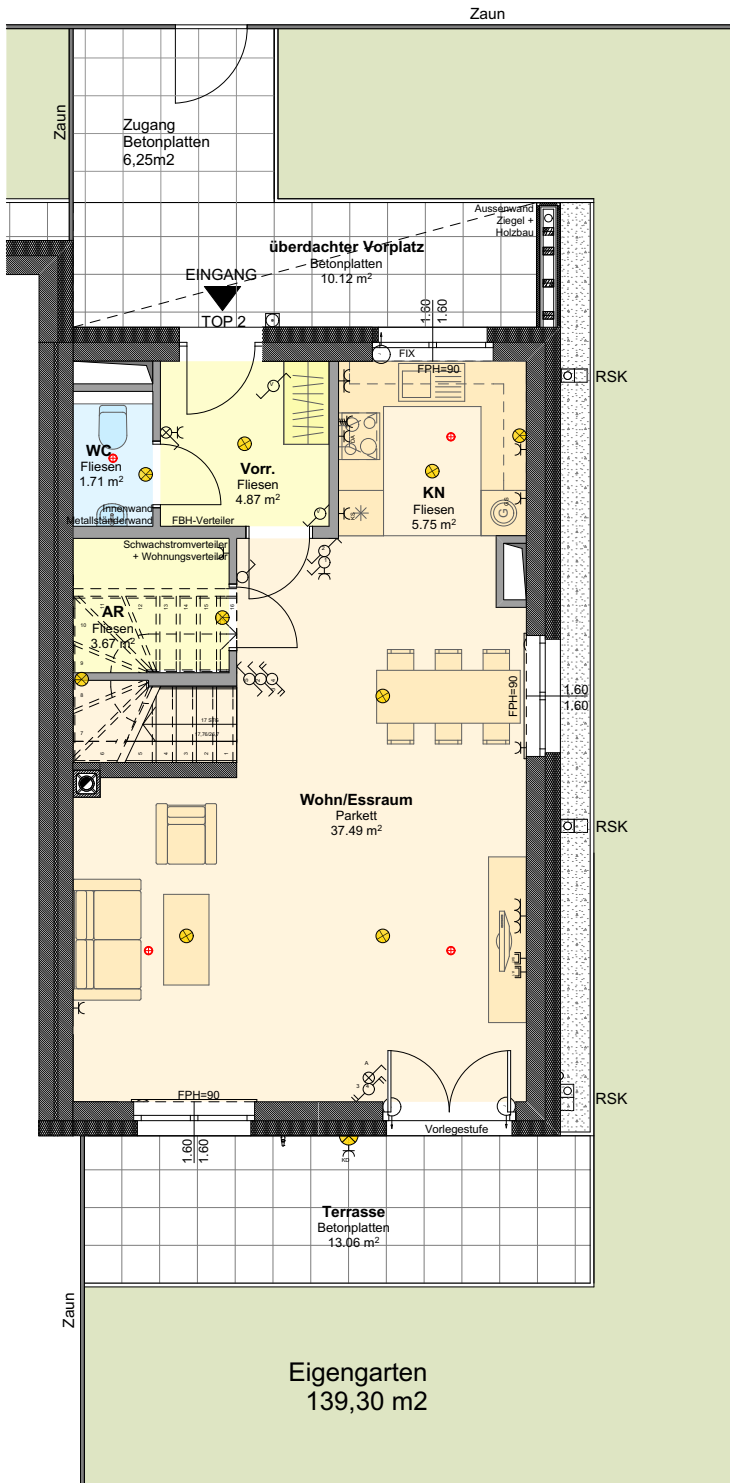 Zaun
Zaun
Zugang
Betonplatten
6,25m2
Aussenwand
Ziegel +
Holzbau
überdachter Vorplatz
Betonplatten
10.12 m²
EINGANG
TOP 2
1.60
1.60
FIX
FPH=90
RSK
WC
Fliesen
1.71 m²
Vorr.
Fliesen
4.87 m²
KN
Fliesen
5.75 m²
G
Innenwand
Metallständerwand
FBH-Verteiler
Schwachstromverteiler
+ Wohnungsverteiler
AR
Fliesen
3.67 m²
FPH=90
1.60
1.60
Wohn/Essraum
Parkett
37.49 m²
RSK
RSK
FPH=90
1.60
1.60
Vorlegestufe
Terrasse
Betonplatten
13.06 m²
Zaun
Eigengarten
139,30 m2